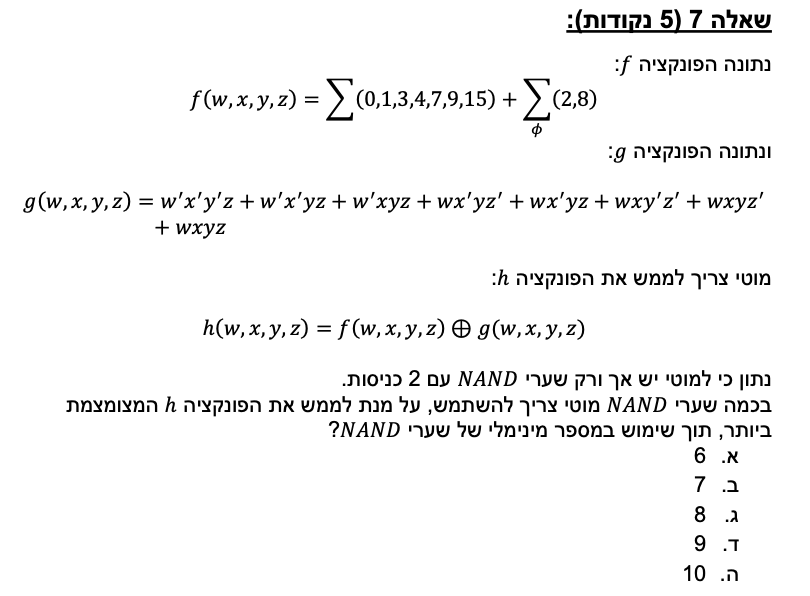 שאלה 7 (5 נקודות):
נתונה הפונקציה f:
f(w, x, y, z) = ∑(0,1,3,4,7,9,15) + ∑(2,8)
ϕ
ונתונה הפונקציה g:
g(w, x, y, z) = w′x′y′z + w′x′yz + w′xyz + wx′yz′ + wx′yz + wxy′z′ + wxyz′
+ wxyz
מוטי צריך לממש את הפונקציה h:
h(w, x, y, z) = f(w, x, y, z) ⊕ g(w, x, y, z)
נתון כי למוטי יש אך ורק שערי NAND עם 2 כניסות.
בכמה שערי NAND מוטי צריך להשתמש, על מנת לממש את הפונקציה h המצומצמת
ביותר, תוך שימוש במספר מינימלי של שערי NAND?
א. 6
ב. 7
ג. 8
ד. 9
ה. 10